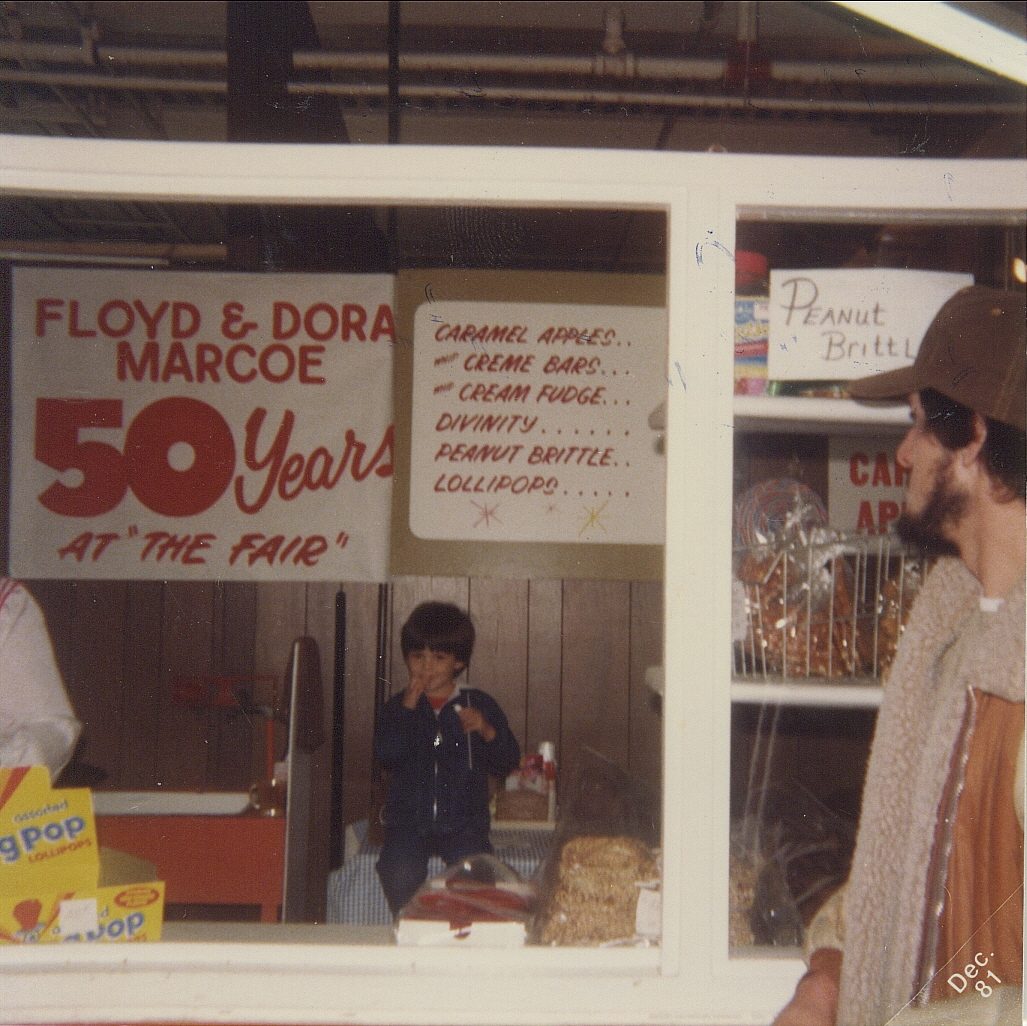 FLOYD & DORA
MARCOE
50 Years
AT "THE FAIR"
CARAMEL APPLES..
CREME BARS...
CREAM FUDGE...
DIVINITY......
PEANUT BRITTLE..
LOLLIPOPS.....
PEANUT
Brittl
CAR
AP
assorted
g Pop
LOLLIPOPS
Pop
Dec.
81